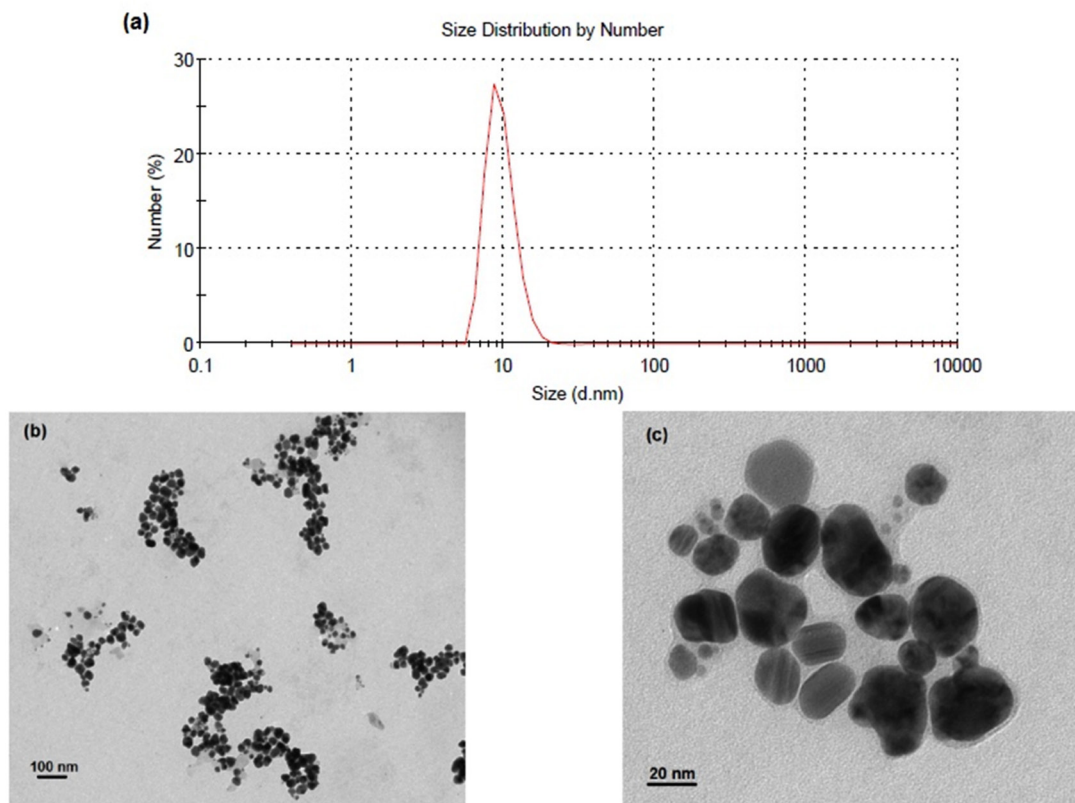 (a)
Size Distribution by Number
30
20
10
0
Number (%)
0.1 1 10 100 1000 10000
Size (d.nm)
(b)
100 nm
(c)
20 nm